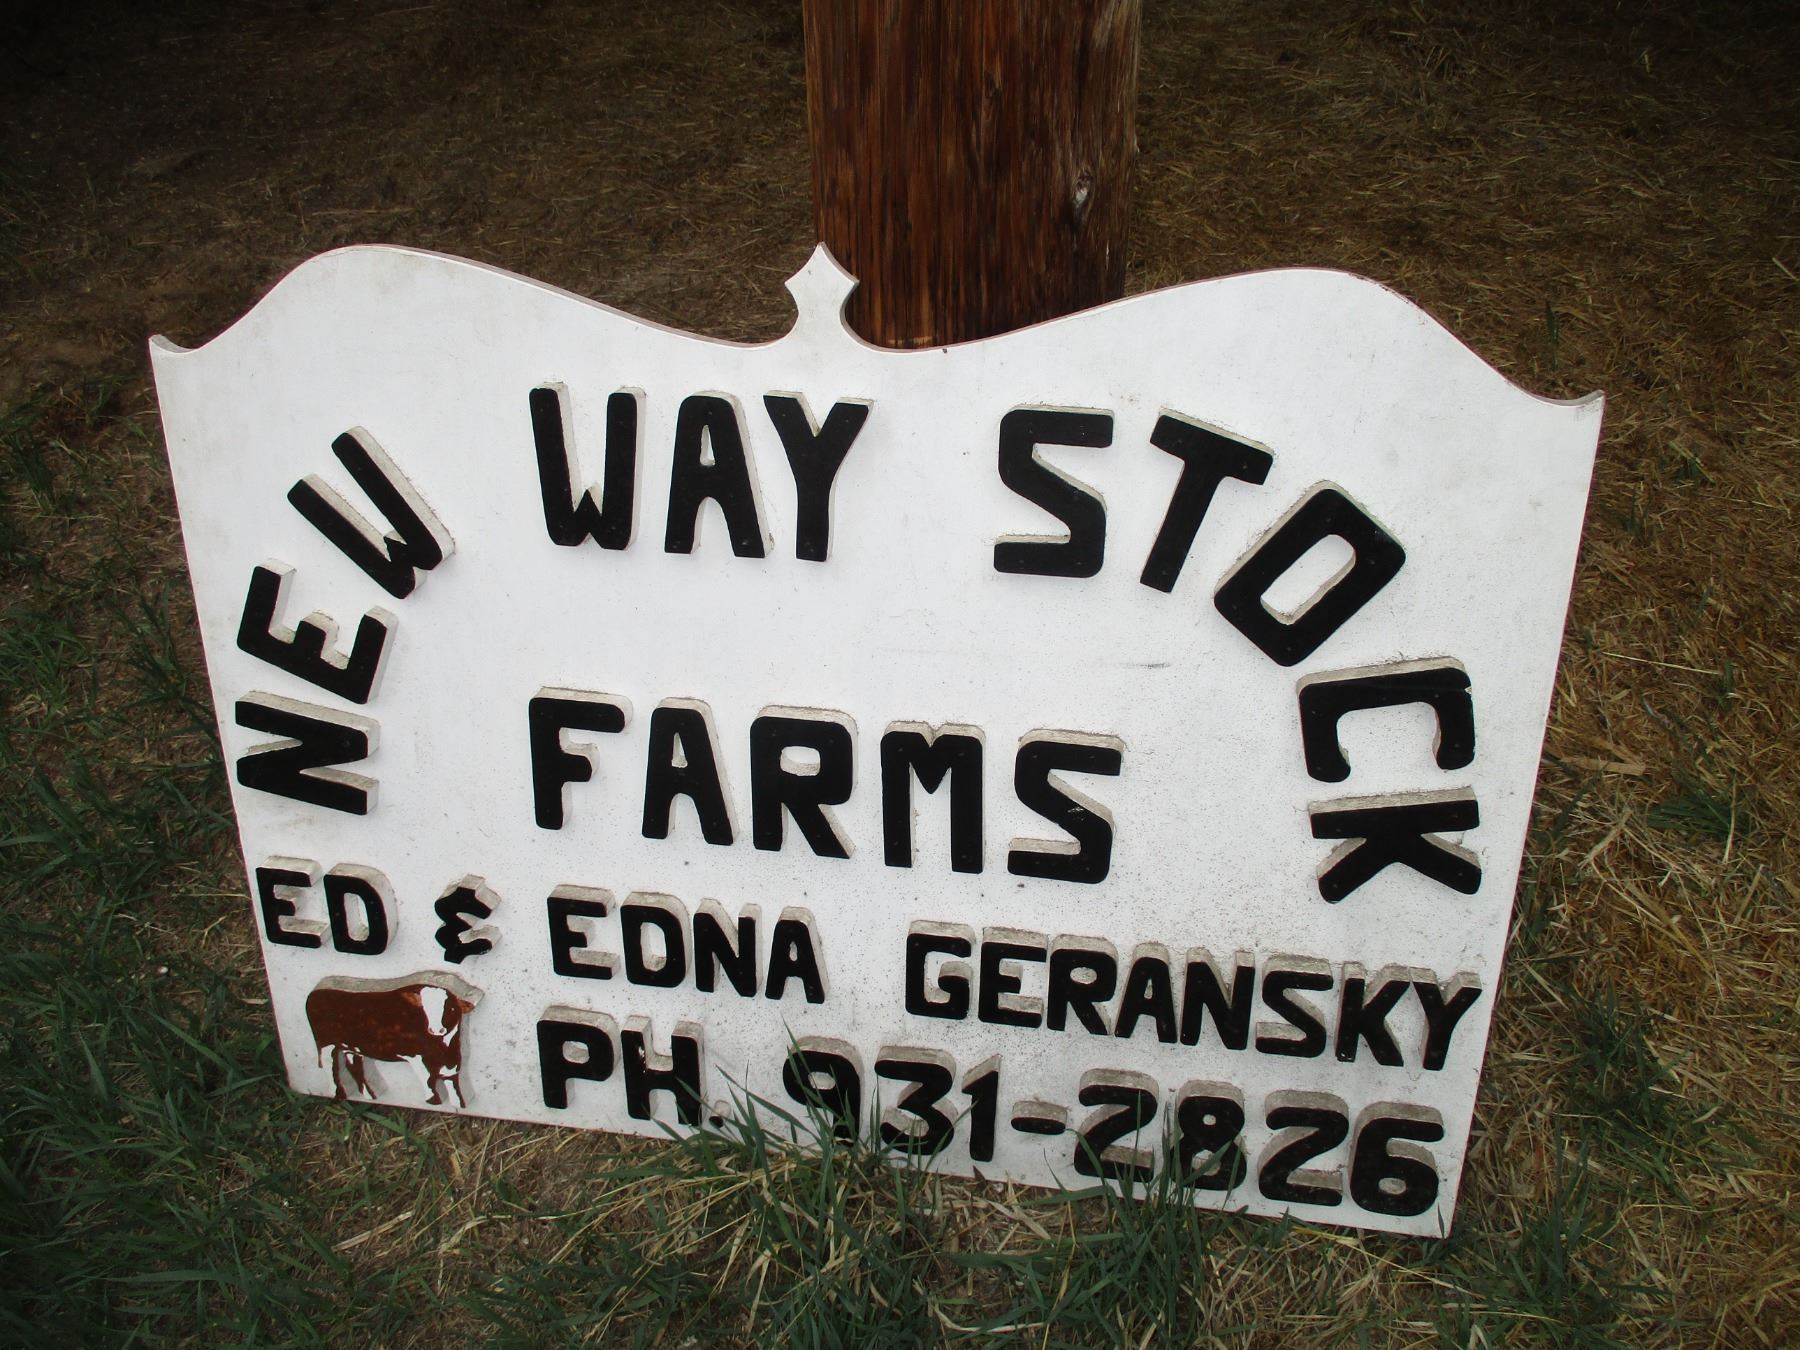 NEW WAY STOCK
FARMS
ED & EDNA GERANSKY
PH. 931-2826